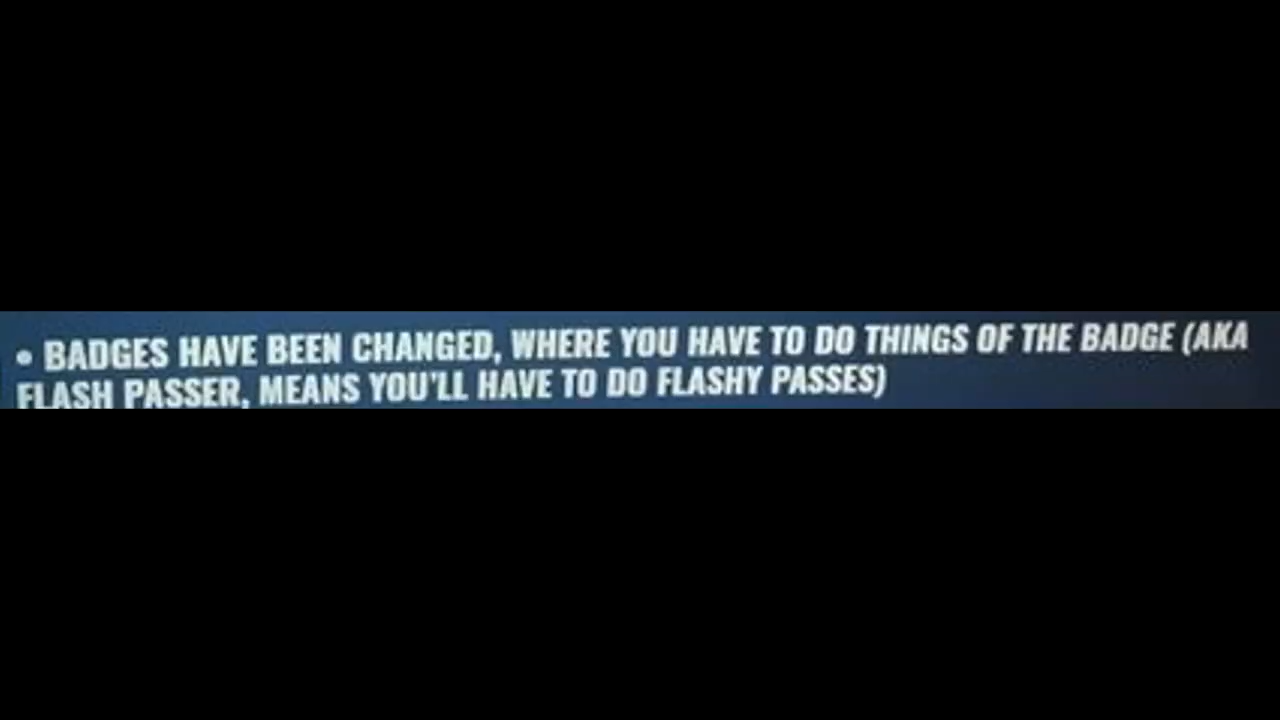 • BADGES HAVE BEEN CHANGED, WHERE YOU HAVE TO DO THINGS OF THE BADGE (AKA
FLASH PASSER, MEANS YOU'LL HAVE TO DO FLASHY PASSES)